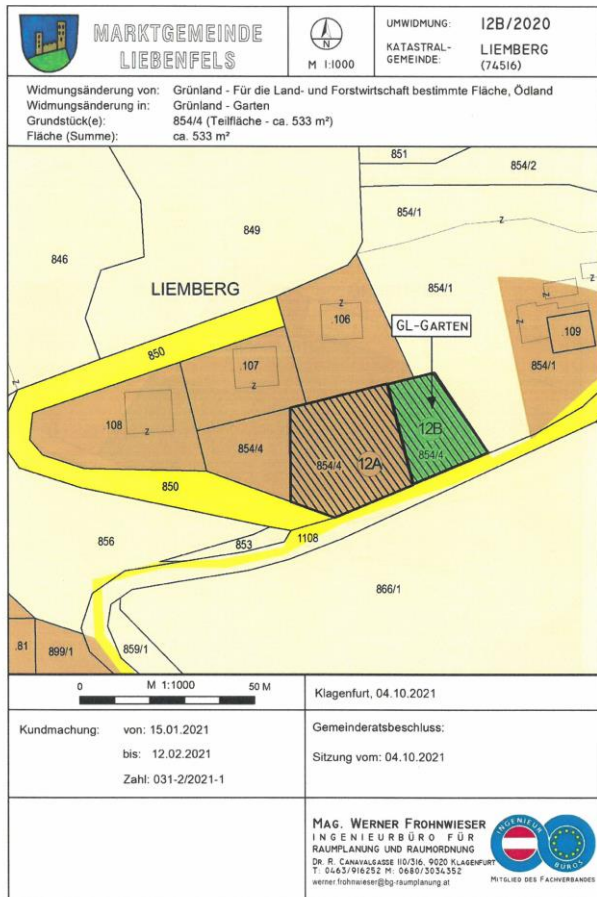 MARKTGEMEINDE
LIEBENFELS
N
M 1:1000
UMWIDMUNG: 12B/2020
KATASTRAL-
GEMEINDE: LIEMBERG
(74516)
Widmungsänderung von: Grünland - Für die Land- und Forstwirtschaft bestimmte Fläche, Ödland
Widmungsänderung in: Grünland - Garten
Grundstück(e): 854/4 (Teilfläche - ca. 533 m²)
Fläche (Summe): ca. 533 m²
851
854/2
854/1
z
849
846
LIEMBERG
854/1
z
.106
GL-GARTEN
z
.109
850
.107
z
854/1
108
z
12B
854/4
854/4
854/4
12A
850
856
853
1108
866/1
.81
899/1
859/1
z
0 M 1:1000 50 M
Klagenfurt, 04.10.2021
Kundmachung: von: 15.01.2021
bis: 12.02.2021
Zahl: 031-2/2021-1
Gemeinderatsbeschluss:
Sitzung vom: 04.10.2021
MAG. WERNER FROHNWIESER
INGENIEURBÜRO FÜR
RAUMPLANUNG UND RAUMORDNUNG
DR. R. CANAVALGASSE 110/316, 9020 KLAGENFURT
T: 0463/916252 M: 0680/3034352
werner.frohnwieser@bg-raumplanung.at
INGENIEUR
BÜROS
MITGLIED DES FACHVERBANDES